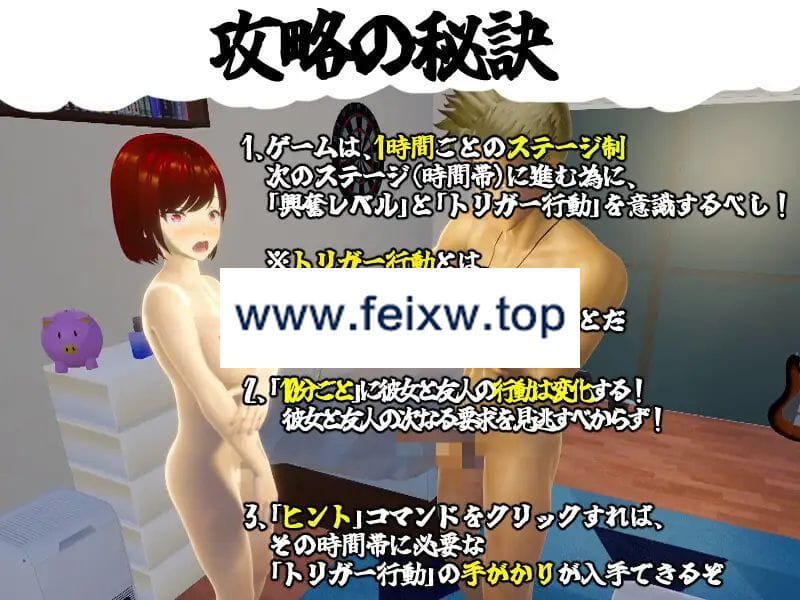 攻略の秘訣
1、ゲームは、1時間ごとのステージ制
次のステージ(時間帯)に進む為に、
「興奮レベル」と「トリガー行動」を意識するべし!
※トリガー行動とは
www.feixw.top
とだ
2、「10分ごと」に彼女と友人の行動は変化する!
彼女と友人の次なる要求を見逃すべからず!
3、「ヒント」コマンドをクリックすれば、
その時間帯に必要な
「トリガー行動」の手がかりが入手できるぞ